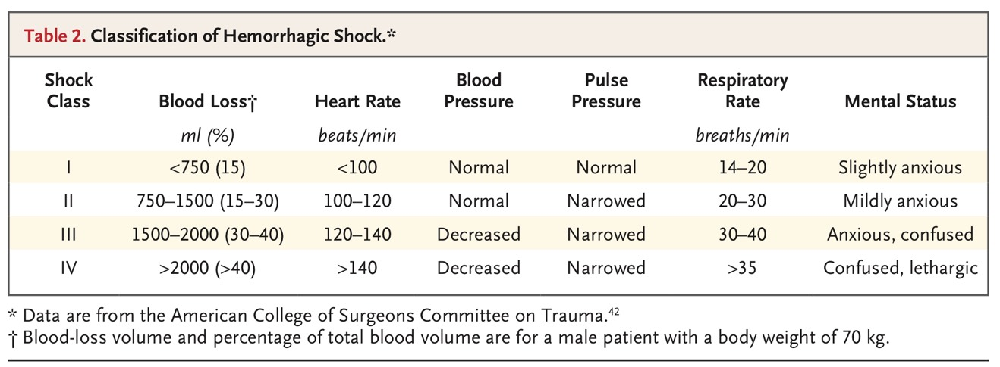 Table 2. Classification of Hemorrhagic Shock.*
Shock Class Blood Loss† Heart Rate Blood Pressure Pulse Pressure Respiratory Rate Mental Status
ml (%) beats/min breaths/min
I <750 (15) <100 Normal Normal 14–20 Slightly anxious
II 750–1500 (15–30) 100–120 Normal Narrowed 20–30 Mildly anxious
III 1500–2000 (30–40) 120–140 Decreased Narrowed 30–40 Anxious, confused
IV >2000 (>40) >140 Decreased Narrowed >35 Confused, lethargic
* Data are from the American College of Surgeons Committee on Trauma.42
† Blood-loss volume and percentage of total blood volume are for a male patient with a body weight of 70 kg.